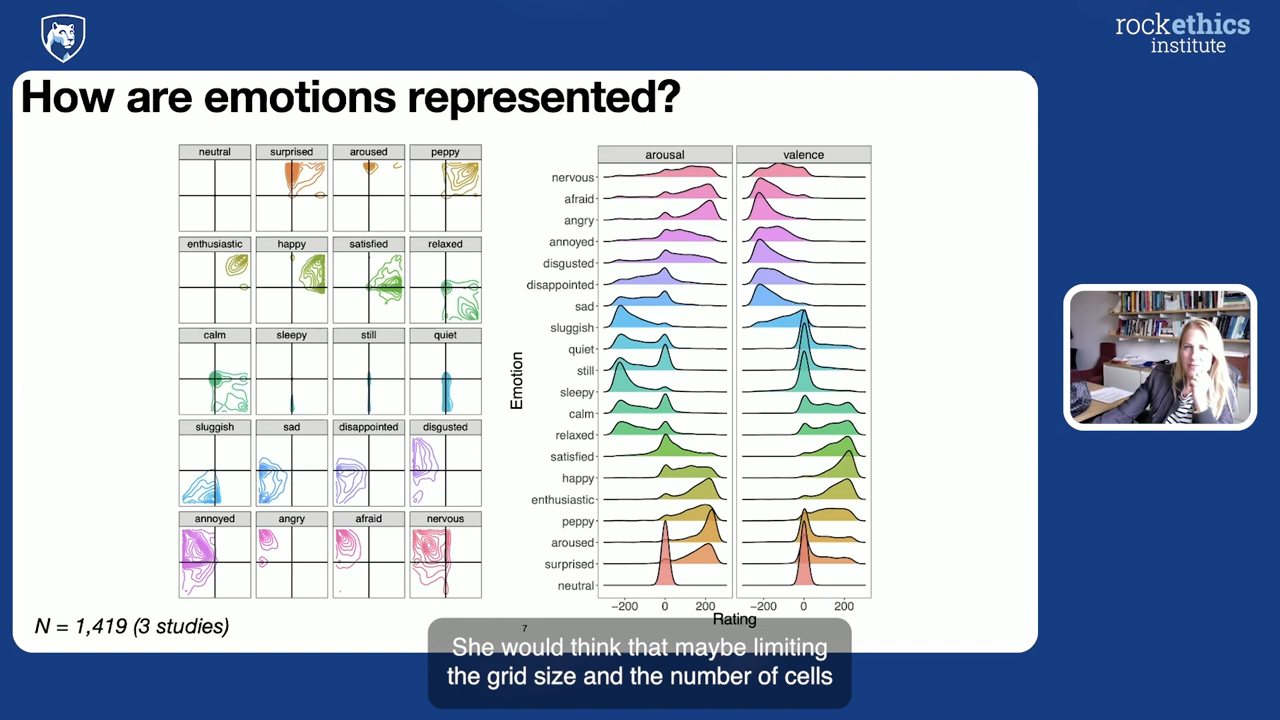 rockethics
institute
How are emotions represented?
neutral surprised aroused peppy
enthusiastic happy satisfied relaxed
calm sleepy still quiet
sluggish sad disappointed disgusted
annoyed angry afraid nervous
arousal valence
nervous
afraid
angry
annoyed
disgusted
disappointed
sad
sluggish
quiet
still
sleepy
calm
relaxed
satisfied
happy
enthusiastic
peppy
aroused
surprised
neutral
Emotion
−200 0 200 −200 0 200
Rating
N = 1,419 (3 studies)
7
She would think that maybe limiting
the grid size and the number of cells